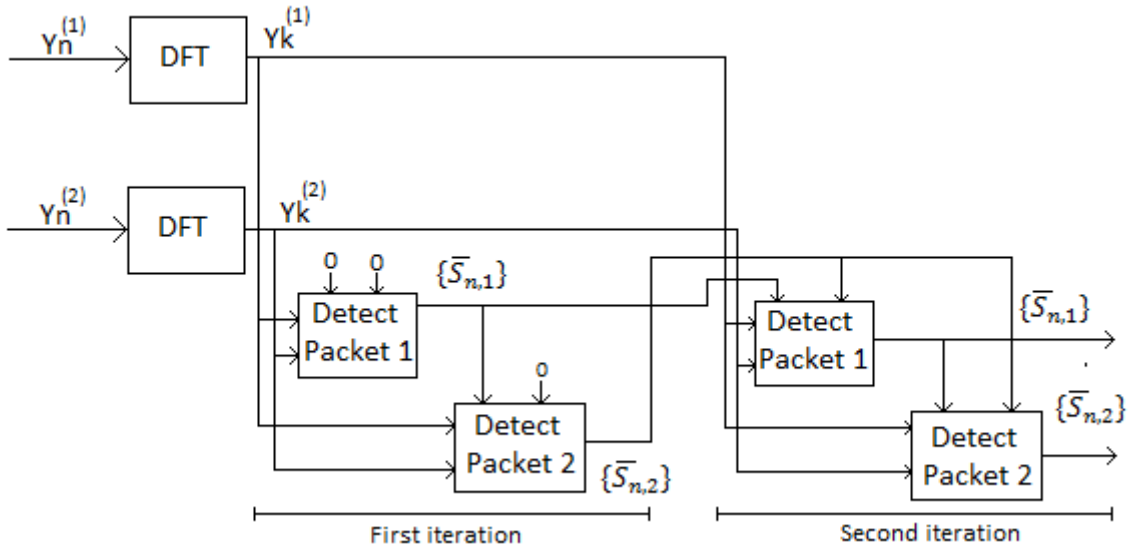 Yn^(1)
DFT
Yk^(1)
Yn^(2)
DFT
Yk^(2)
0 0
{S̅n,1}
Detect
Packet 1
0
Detect
Packet 2
{S̅n,2}
Detect
Packet 1
{S̅n,1}
Detect
Packet 2
{S̅n,2}
First iteration
Second iteration